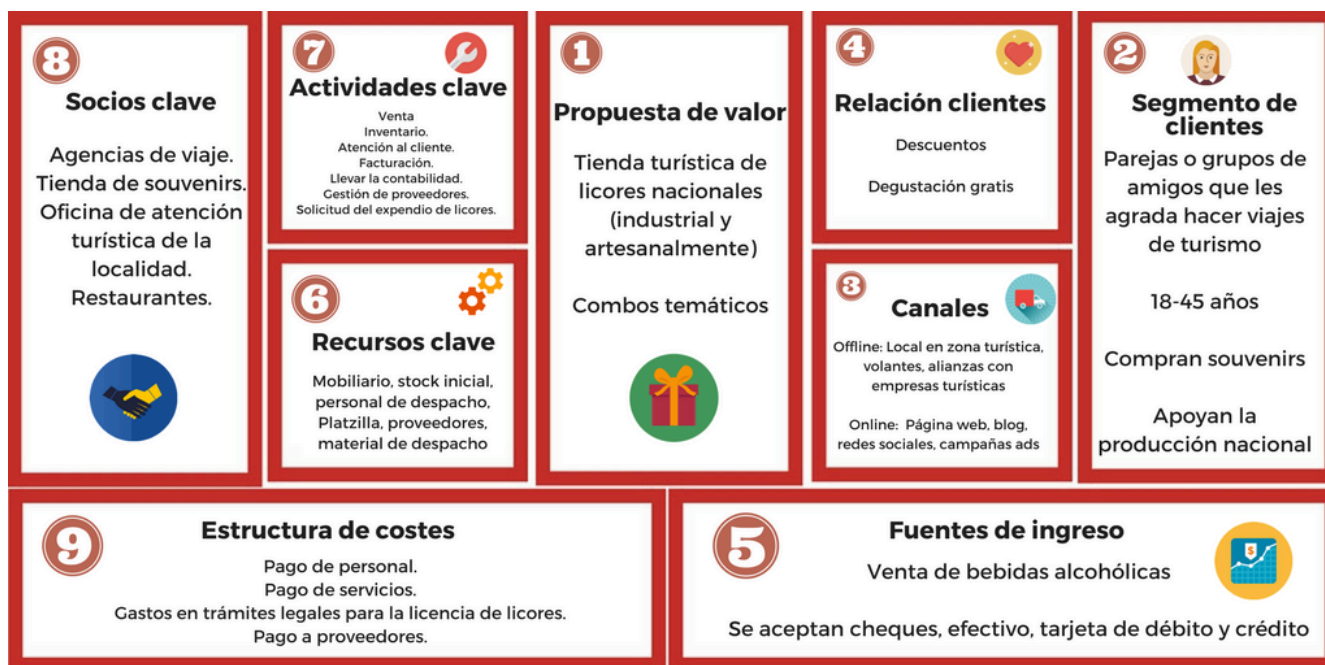 8
Socios clave
Agencias de viaje.
Tienda de souvenirs.
Oficina de atención
turística de la
localidad.
Restaurantes.
7
Actividades clave
Venta
Inventario.
Atención al cliente.
Facturación.
Llevar la contabilidad.
Gestión de proveedores.
Solicitud del expendio de licores.
6
Recursos clave
Mobiliario, stock inicial,
personal de despacho,
Platzilla, proveedores,
material de despacho
1
Propuesta de valor
Tienda turística de
licores nacionales
(industrial y
artesanalmente)
Combos temáticos
4
Relación clientes
Descuentos
Degustación gratis
3
Canales
Offline: Local en zona turística,
volantes, alianzas con
empresas turísticas
Online: Página web, blog,
redes sociales, campañas ads
2
Segmento de
clientes
Parejas o grupos de
amigos que les
agrada hacer viajes
de turismo
18-45 años
Compran souvenirs
Apoyan la
producción nacional
9
Estructura de costes
Pago de personal.
Pago de servicios.
Gastos en trámites legales para la licencia de licores.
Pago a proveedores.
5
Fuentes de ingreso
$
Venta de bebidas alcohólicas
Se aceptan cheques, efectivo, tarjeta de débito y crédito